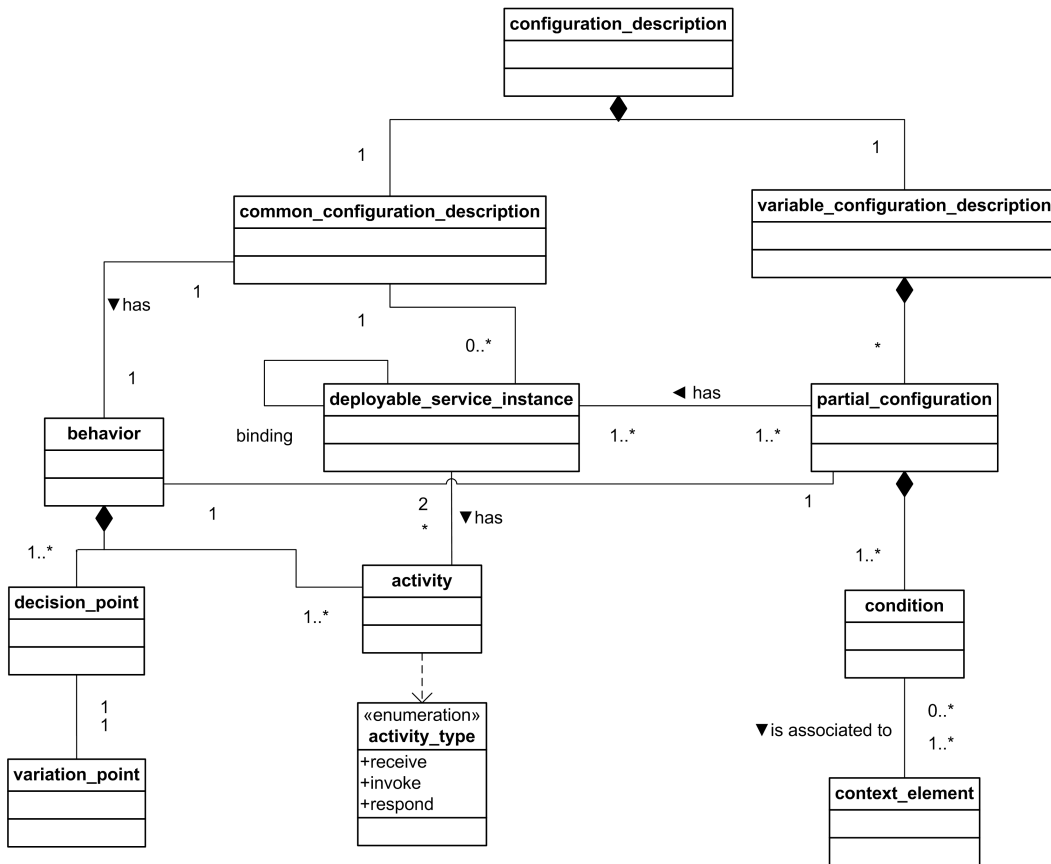 configuration_description
1
1
common_configuration_description
variable_configuration_description
1
▼has
1
0..*
*
1
deployable_service_instance
◄ has
partial_configuration
behavior
binding
1..*
1..*
1
2
1
*
▼has
1..*
1..*
activity
decision_point
1..*
condition
1
1
«enumeration»
activity_type
+receive
+invoke
+respond
0..*
▼is associated to
1..*
variation_point
context_element